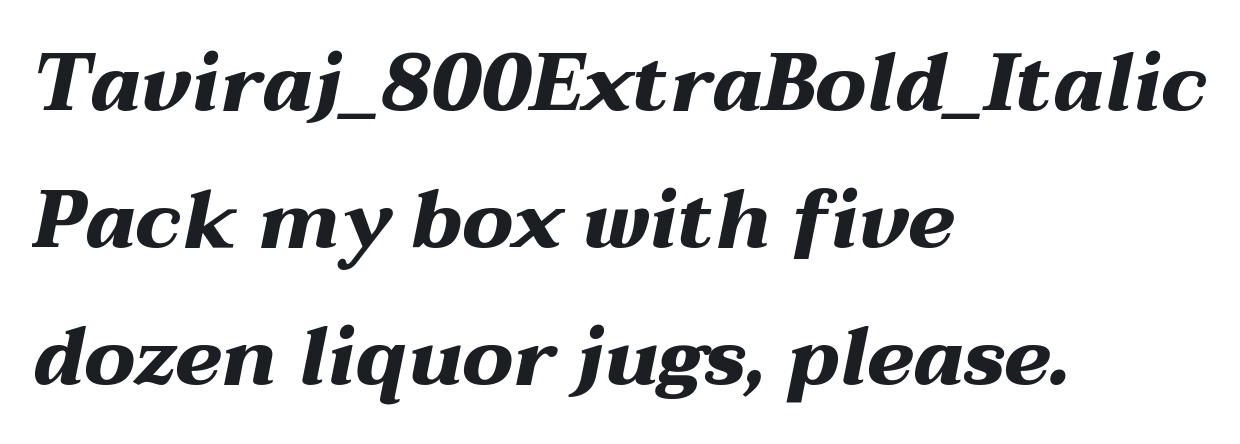 Taviraj_800ExtraBold_Italic
Pack my box with five
dozen liquor jugs, please.